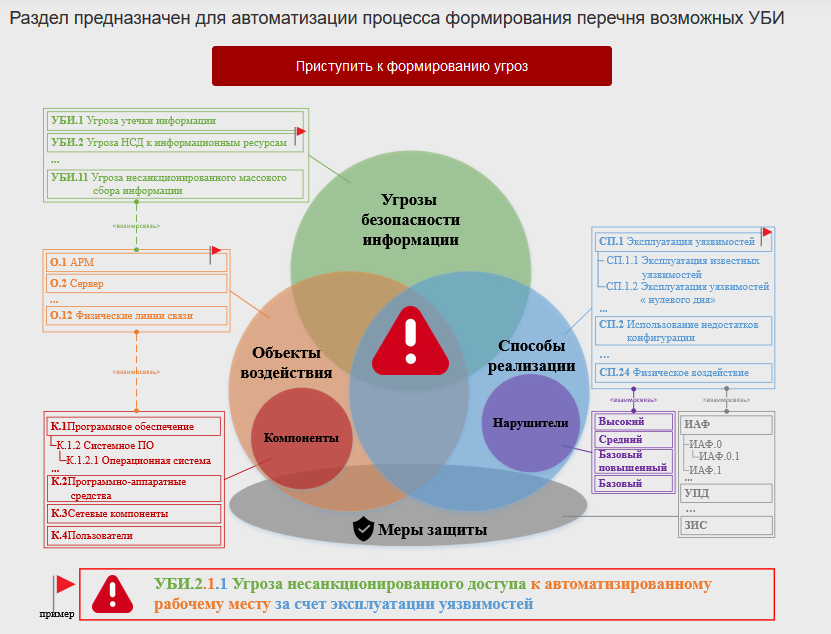 Раздел предназначен для автоматизации процесса формирования перечня возможных УБИ
Приступить к формированию угроз
УБИ.1 Угроза утечки информации
УБИ.2 Угроза НСД к информационным ресурсам
...
УБИ.11 Угроза несанкционированного массового
сбора информации
<взаимосвязь>
О.1 АРМ
О.2 Сервер
...
О.12 Физические линии связи
<взаимосвязь>
К.1Программное обеспечение
К.1.2 Системное ПО
К.1.2.1 Операционная система
...
К.2Программно-аппаратные
средства
К.3Сетевые компоненты
К.4Пользователи
Угрозы
безопасности
информации
Объекты
воздействия
Компоненты
Способы
реализации
Нарушители
Меры защиты
СП.1 Эксплуатация уязвимостей
СП.1.1 Эксплуатация известных
уязвимостей
СП.1.2 Эксплуатация уязвимостей
« нулевого дня»
...
СП.2 Использование недостатков
конфигурации
...
СП.24 Физическое воздействие
<взаимосвязь>
<взаимосвязь>
Высокий
Средний
Базовый
повышенный
Базовый
ИАФ
ИАФ.0
ИАФ.0.1
ИАФ.1
...
УПД
...
ЗИС
пример
УБИ.2.1.1 Угроза несанкционированного доступа к автоматизированному
рабочему месту за счет эксплуатации уязвимостей